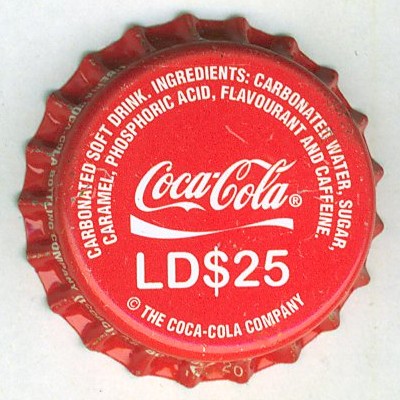 CARBONATED SOFT DRINK. INGREDIENTS: CARBONATED WATER, SUGAR,
CARAMEL, PHOSPHORIC ACID, FLAVOURANT AND CAFFEINE.
Coca-Cola®
LD$25
© THE COCA-COLA COMPANY